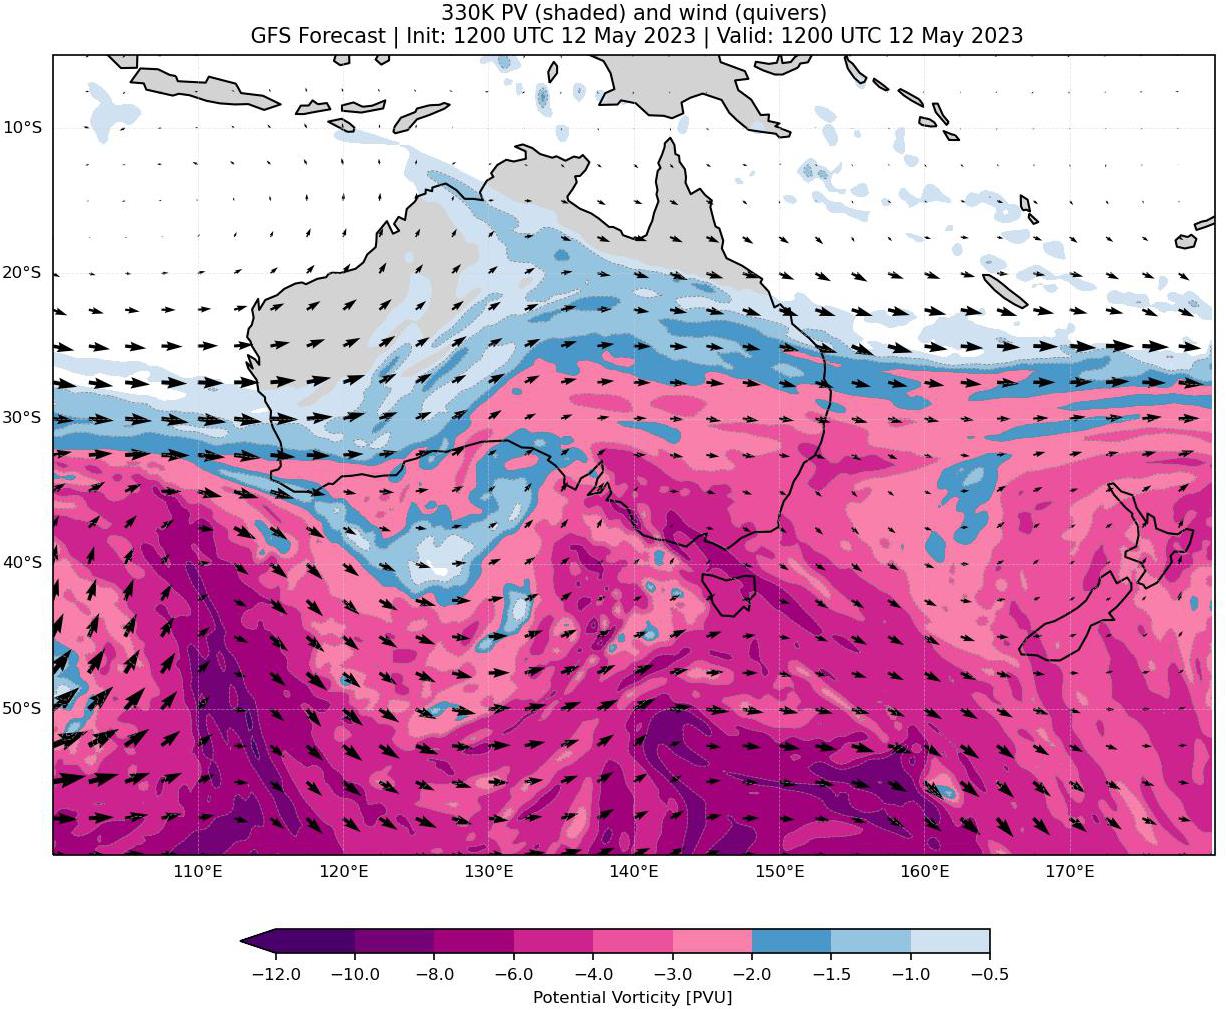 330K PV (shaded) and wind (quivers)
GFS Forecast | Init: 1200 UTC 12 May 2023 | Valid: 1200 UTC 12 May 2023
10°S
20°S
30°S
40°S
50°S
110°E 120°E 130°E 140°E 150°E 160°E 170°E
−12.0 −10.0 −8.0 −6.0 −4.0 −3.0 −2.0 −1.5 −1.0 −0.5
Potential Vorticity [PVU]